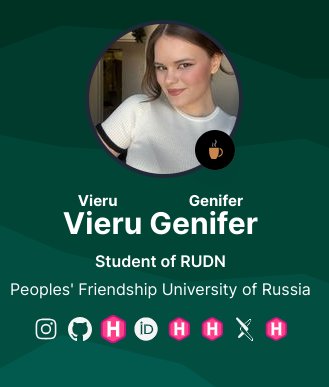 Vieru Genifer
Vieru Genifer
Student of RUDN
Peoples' Friendship University of Russia
iD